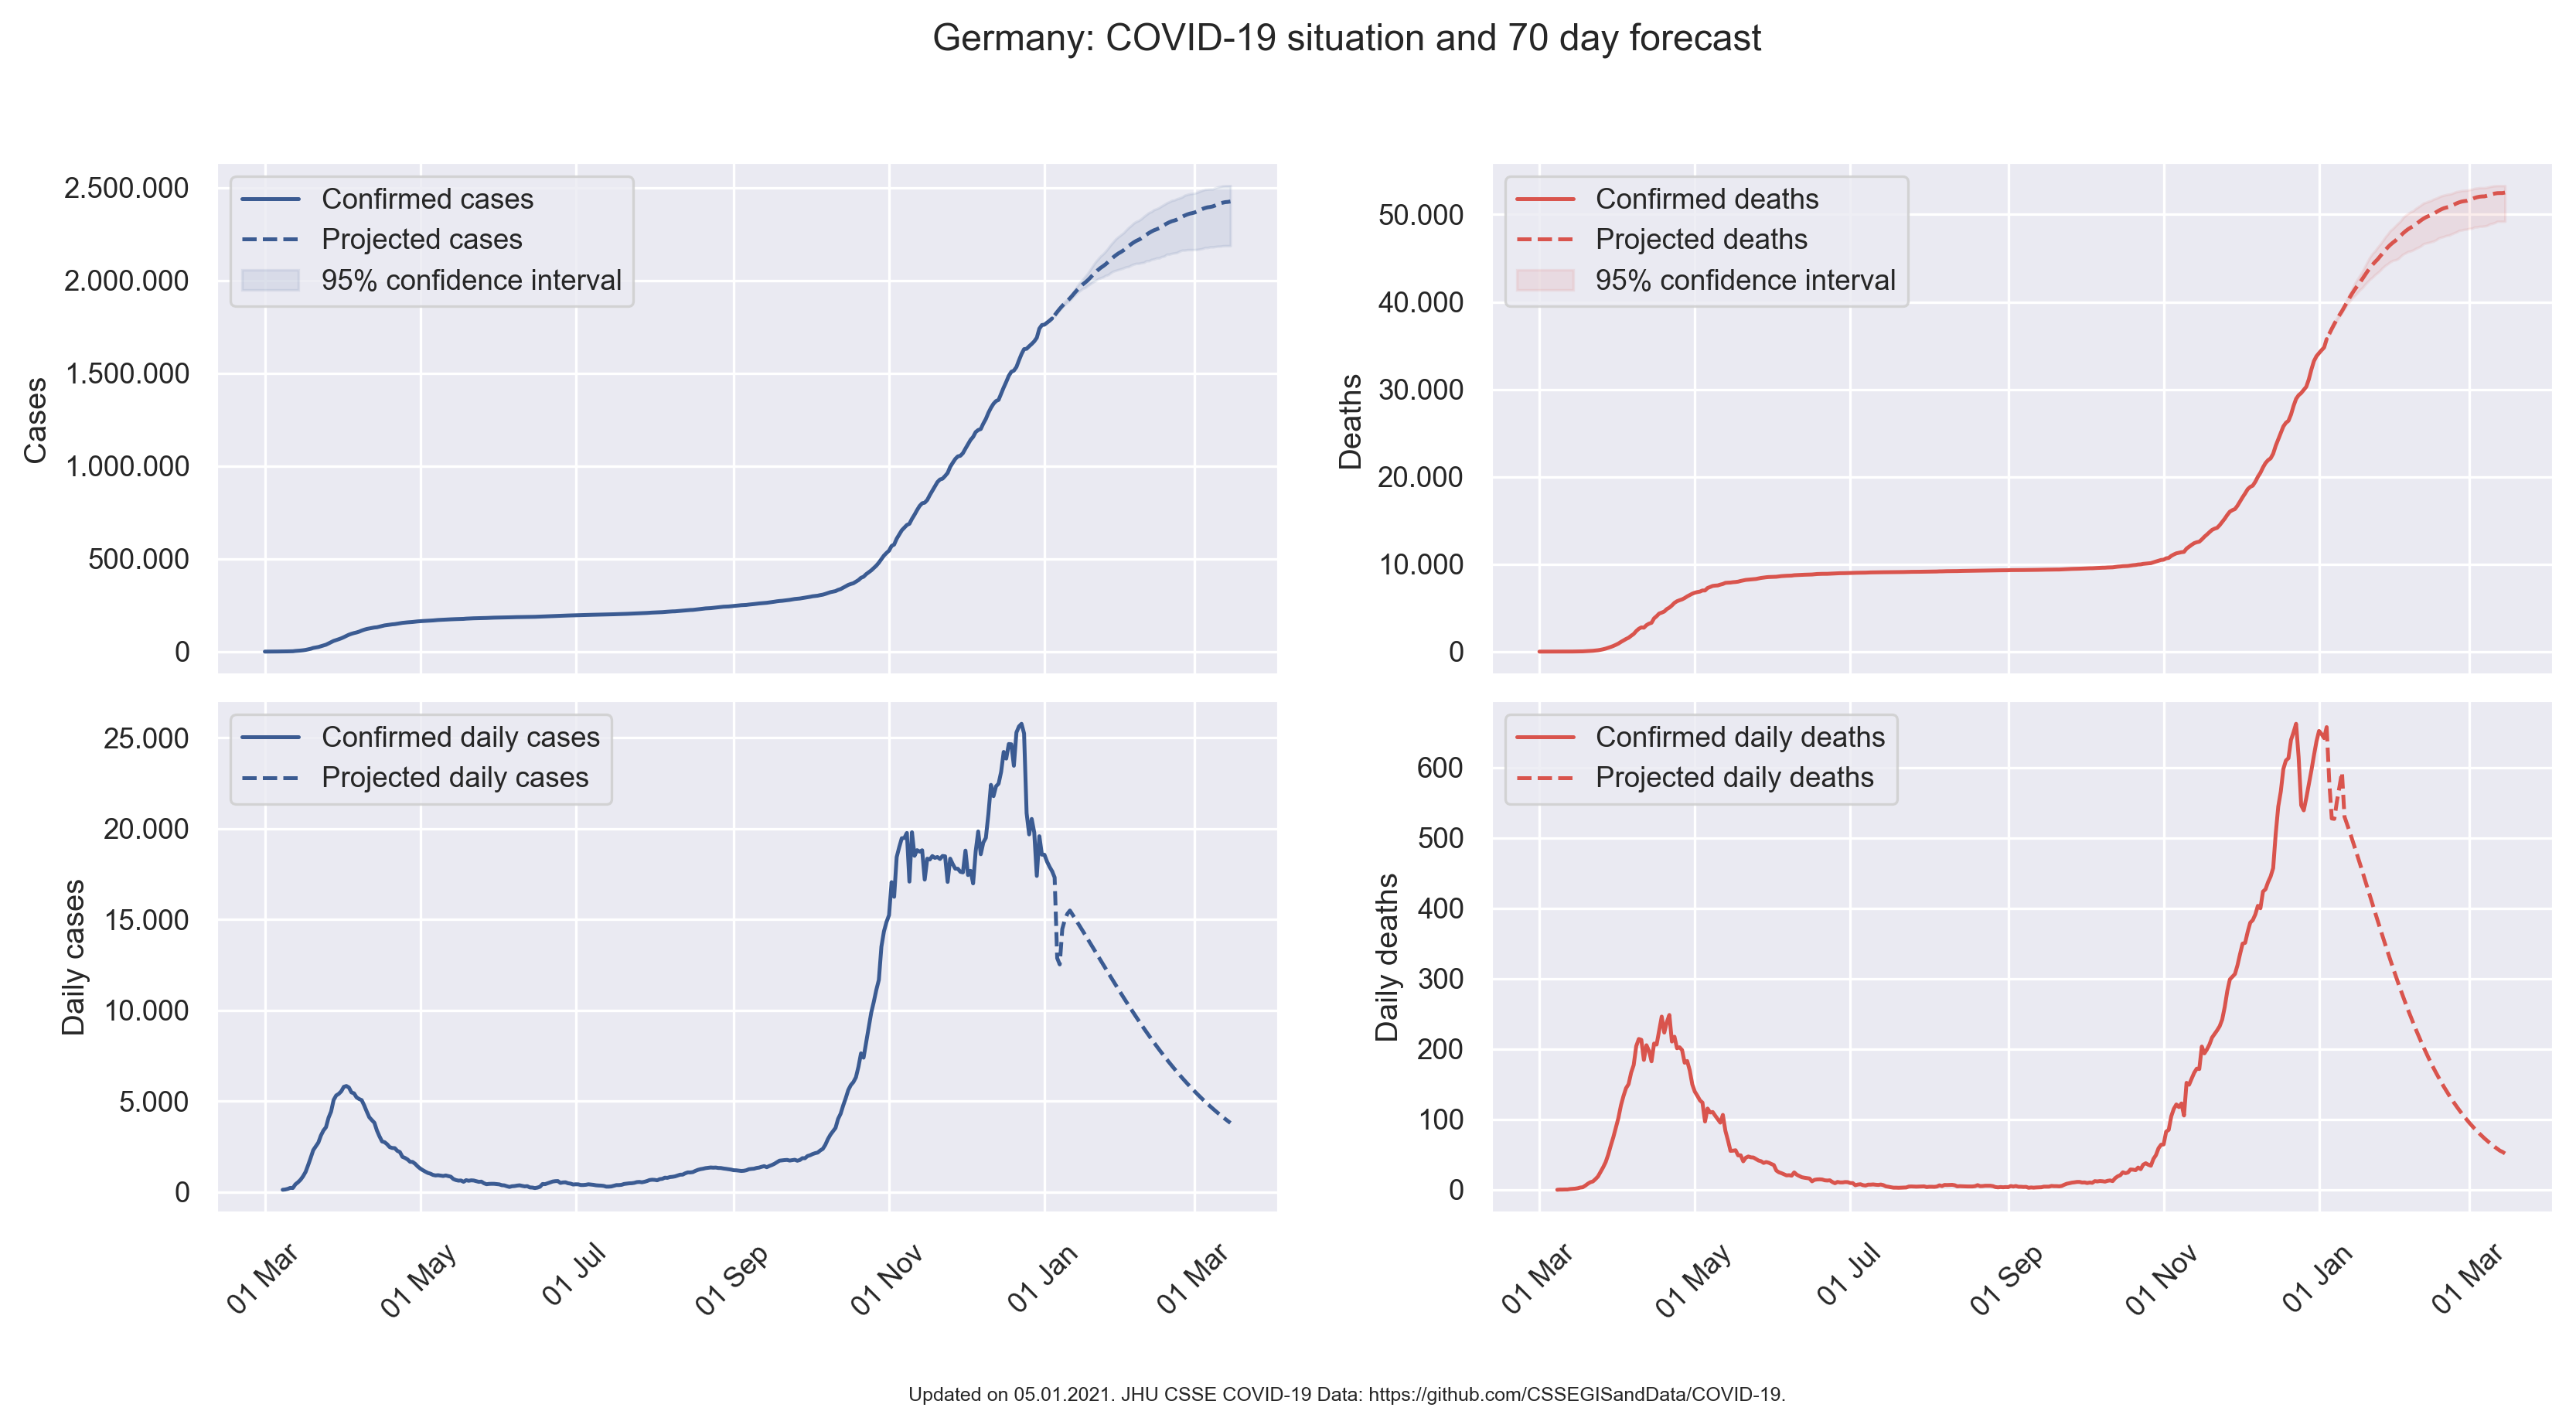 Germany: COVID-19 situation and 70 day forecast
Cases
2.500.000
2.000.000
1.500.000
1.000.000
500.000
0
Confirmed cases
Projected cases
95% confidence interval
Deaths
50.000
40.000
30.000
20.000
10.000
0
Confirmed deaths
Projected deaths
95% confidence interval
Daily cases
25.000
20.000
15.000
10.000
5.000
0
Confirmed daily cases
Projected daily cases
01 Mar
01 May
01 Jul
01 Sep
01 Nov
01 Jan
01 Mar
Daily deaths
600
500
400
300
200
100
0
Confirmed daily deaths
Projected daily deaths
01 Mar
01 May
01 Jul
01 Sep
01 Nov
01 Jan
01 Mar
Updated on 05.01.2021. JHU CSSE COVID-19 Data: https://github.com/CSSEGISandData/COVID-19.